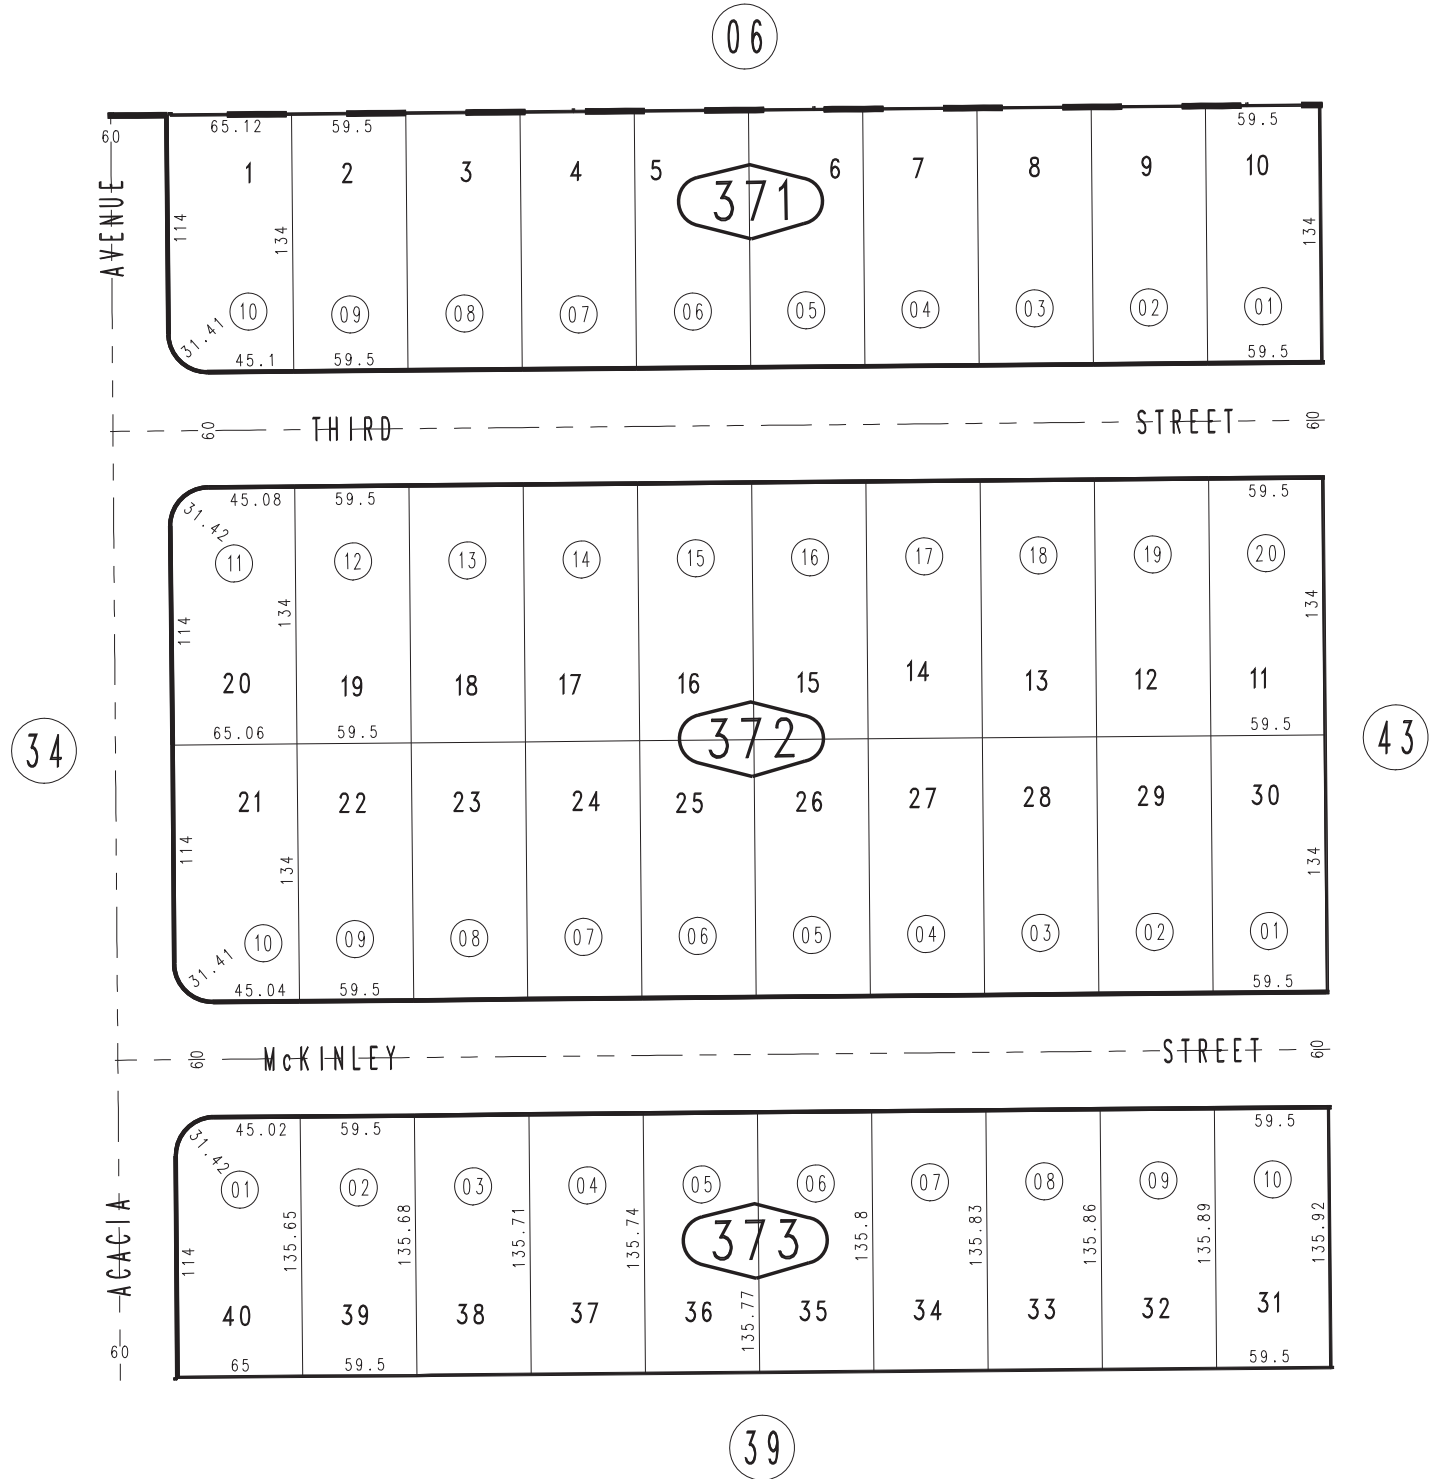 06
60
65.12 59.5 59.5
1 2 3 4 5 6 7 8 9 10
371
AVENUE
114 134 134
10 09 08 07 06 05 04 03 02 01
31.41
45.1 59.5 59.5
60 THIRD STREET 60
45.08 59.5 59.5
31.42
11 12 13 14 15 16 17 18 19 20
114 134 134
20 19 18 17 16 15 14 13 12 11
65.06 59.5 59.5
34 372 43
21 22 23 24 25 26 27 28 29 30
114 134 134
10 09 08 07 06 05 04 03 02 01
31.41
45.04 59.5 59.5
60 McKINLEY STREET 60
45.02 59.5 59.5
31.42
01 02 03 04 05 06 07 08 09 10
373
ACACIA
114 135.65 135.68 135.71 135.74 135.77 135.8 135.83 135.86 135.89 135.92
40 39 38 37 36 35 34 33 32 31
60
65 59.5 59.5
39